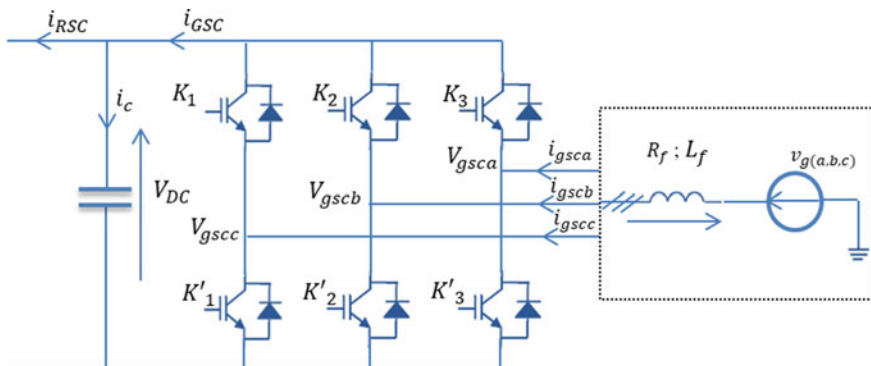 i_RSC
i_GSC
i_c
V_DC
K_1
K_2
K_3
V_gsca
V_gscb
V_gscc
i_gsca
i_gscb
i_gscc
R_f ; L_f
v_g(a,b,c)
K'_1
K'_2
K'_3